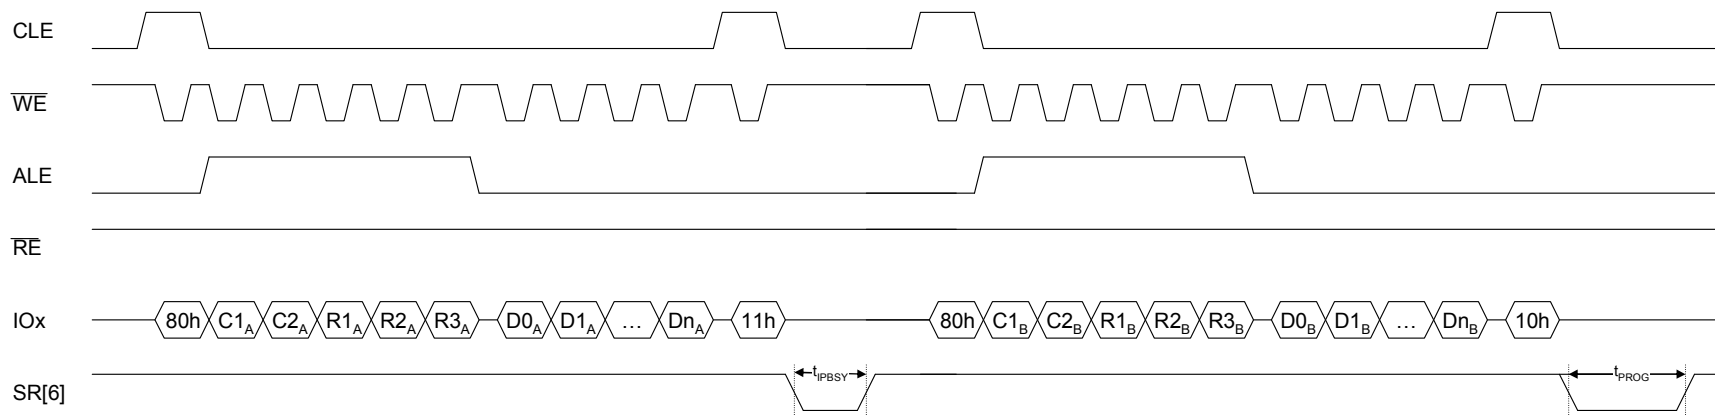 CLE
WE
ALE
RE
IOx 80h C1A C2A R1A R2A R3A D0A D1A ... DnA 11h 80h C1B C2B R1B R2B R3B D0B D1B ... DnB 10h
SR[6] tIPBSY tPROG